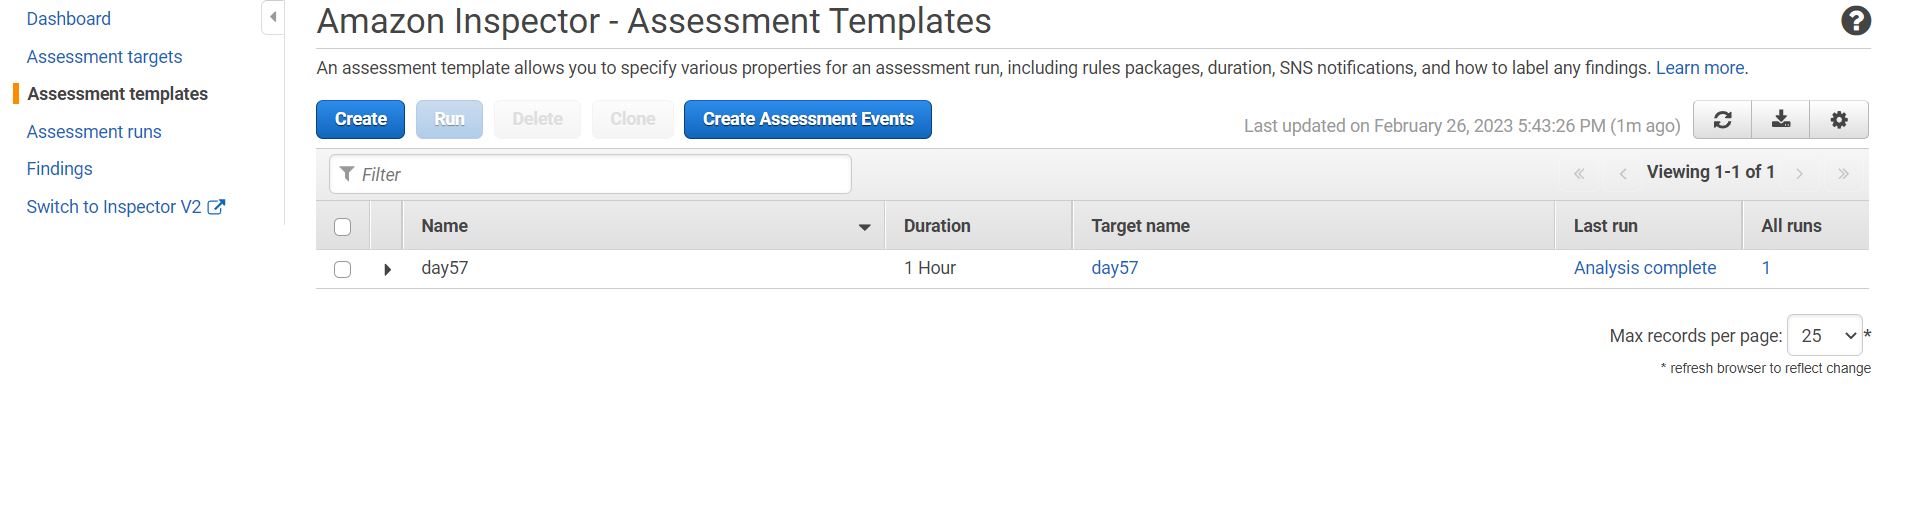 Dashboard
Assessment targets
Assessment templates
Assessment runs
Findings
Switch to Inspector V2
Amazon Inspector - Assessment Templates
An assessment template allows you to specify various properties for an assessment run, including rules packages, duration, SNS notifications, and how to label any findings. Learn more.
Create Run Delete Clone Create Assessment Events
Last updated on February 26, 2023 5:43:26 PM (1m ago)
Filter
« ‹ Viewing 1-1 of 1 › »
Name Duration Target name Last run All runs
day57 1 Hour day57 Analysis complete 1
Max records per page: 25 *
* refresh browser to reflect change